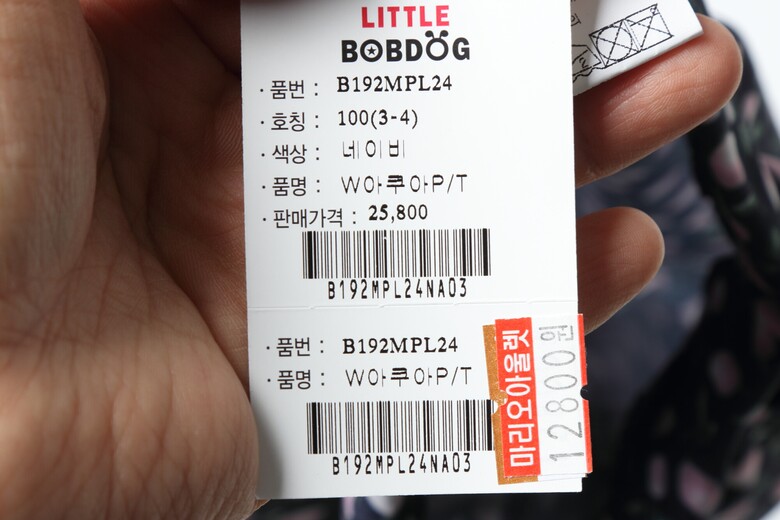 LITTLE
BOBDOG
· 품번 : B192MPL24
· 호칭 : 100(3-4)
· 색상 : 네이비
· 품명 : W아쿠아P/T
· 판매가격 : 25,800
B192MPL24NA03
· 품번 : B192MPL24
· 품명 : W아쿠아P/T
B192MPL24NA03
마리오아울렛
12800원